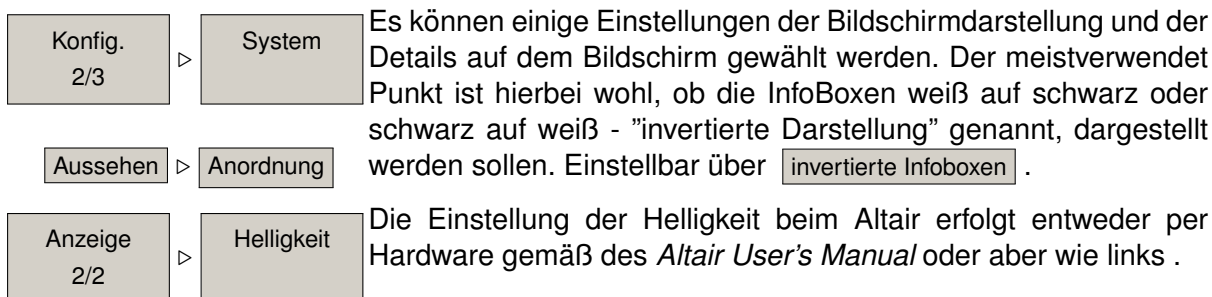 Konfig.
2/3
▷
System
Es können einige Einstellungen der Bildschirmdarstellung und der
Details auf dem Bildschirm gewählt werden. Der meistverwendet
Punkt ist hierbei wohl, ob die InfoBoxen weiß auf schwarz oder
schwarz auf weiß - ”invertierte Darstellung” genannt, dargestellt
werden sollen. Einstellbar über invertierte Infoboxen .
Aussehen ▷ Anordnung
Anzeige
2/2
▷
Helligkeit
Die Einstellung der Helligkeit beim Altair erfolgt entweder per
Hardware gemäß des Altair User's Manual oder aber wie links .